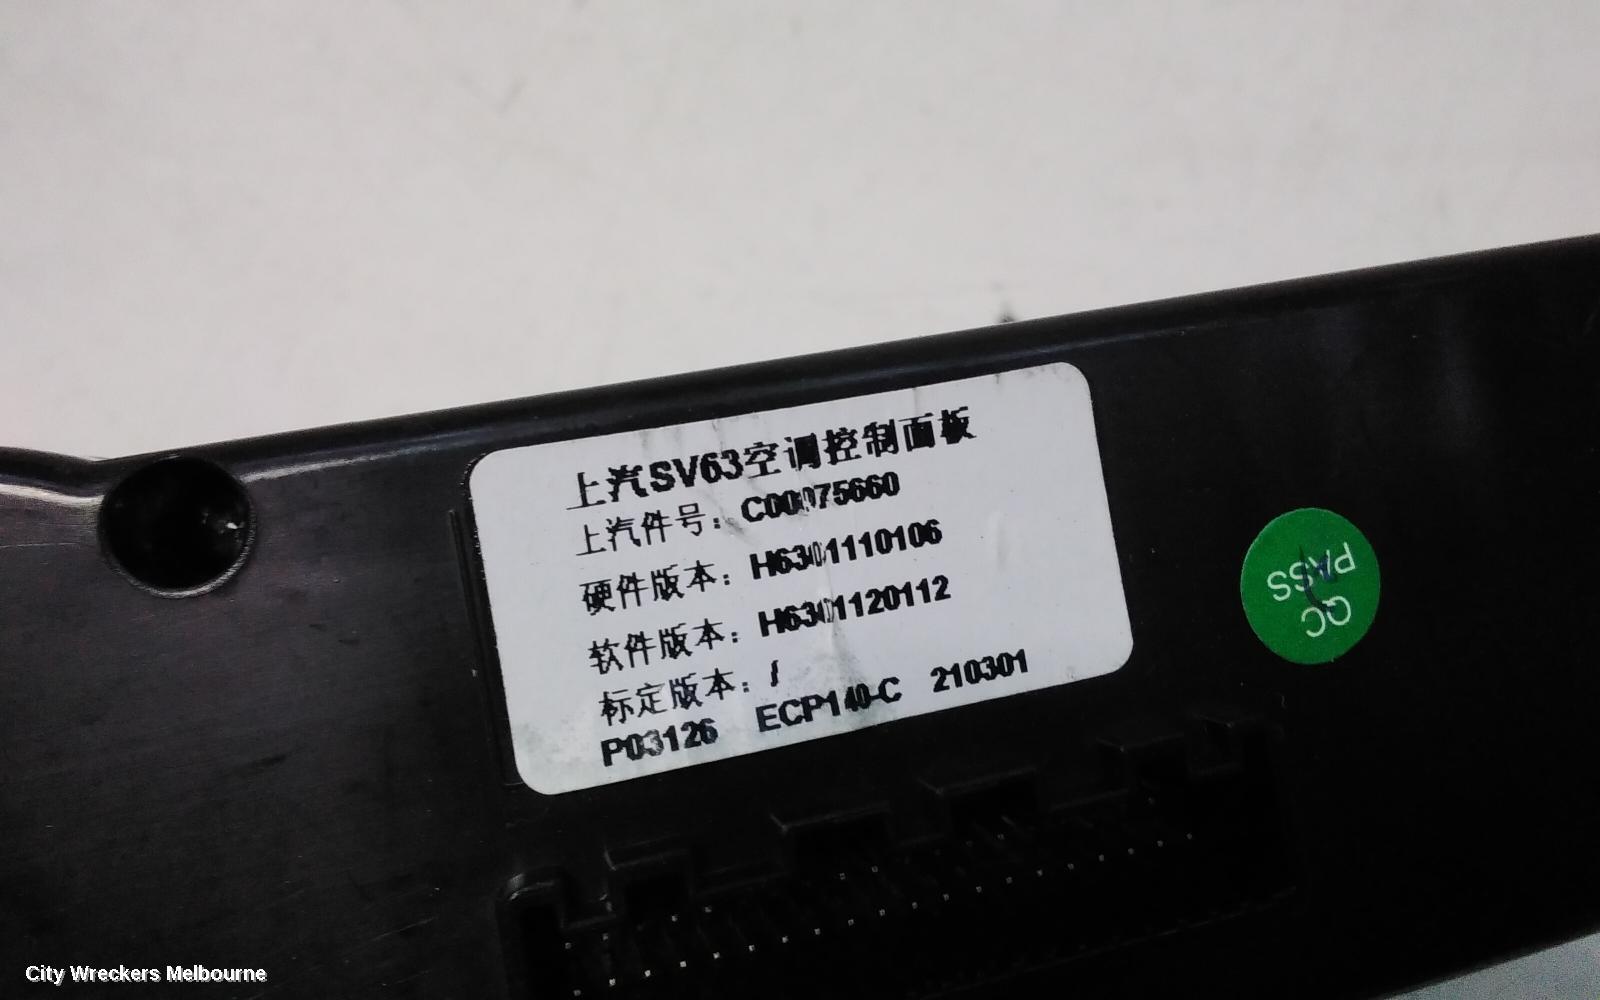 上汽SV63空调控制面板
上汽件号：C00075660
硬件版本：H6301110106
软件版本：H6301120112
标定版本：/
P03126 ECP140-C 210301
QC
PASS
City Wreckers Melbourne